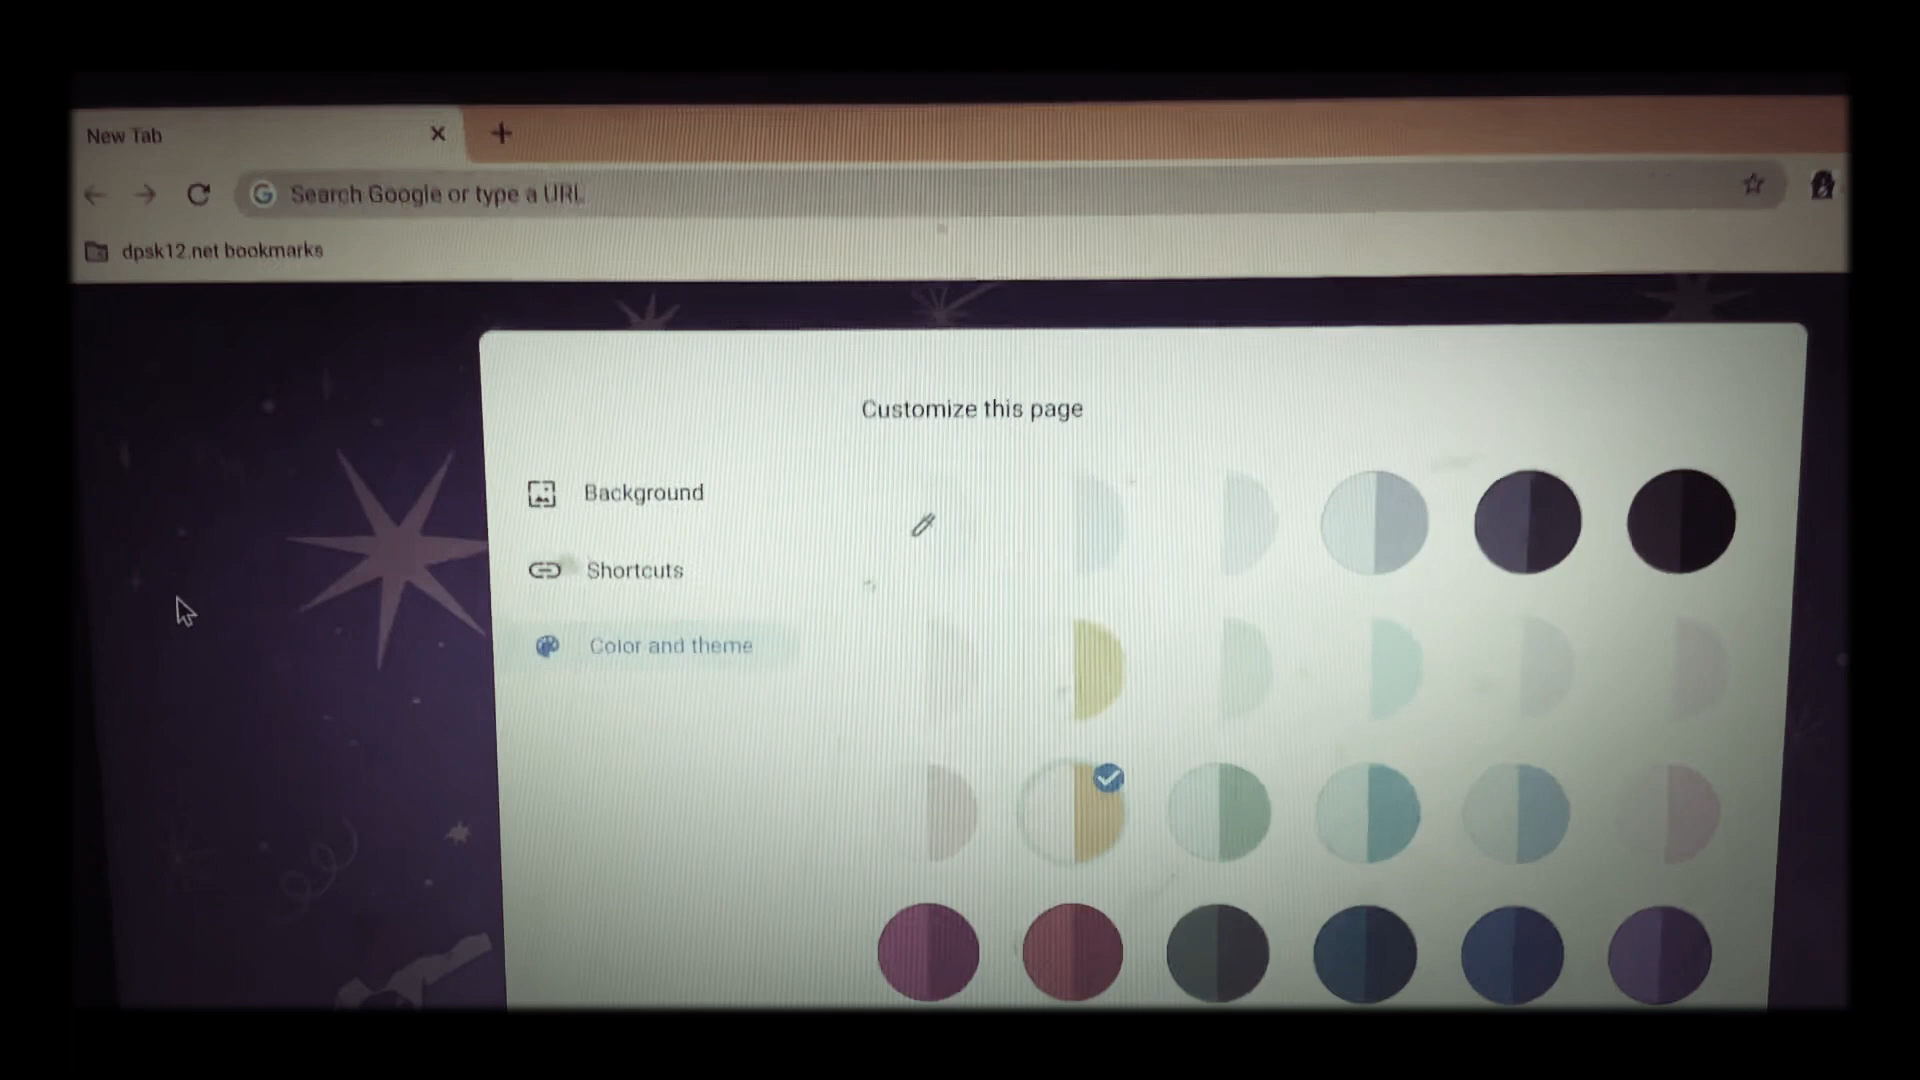 New Tab
Search Google or type a URL
dpsk12.net bookmarks
Customize this page
Background
Shortcuts
Color and theme